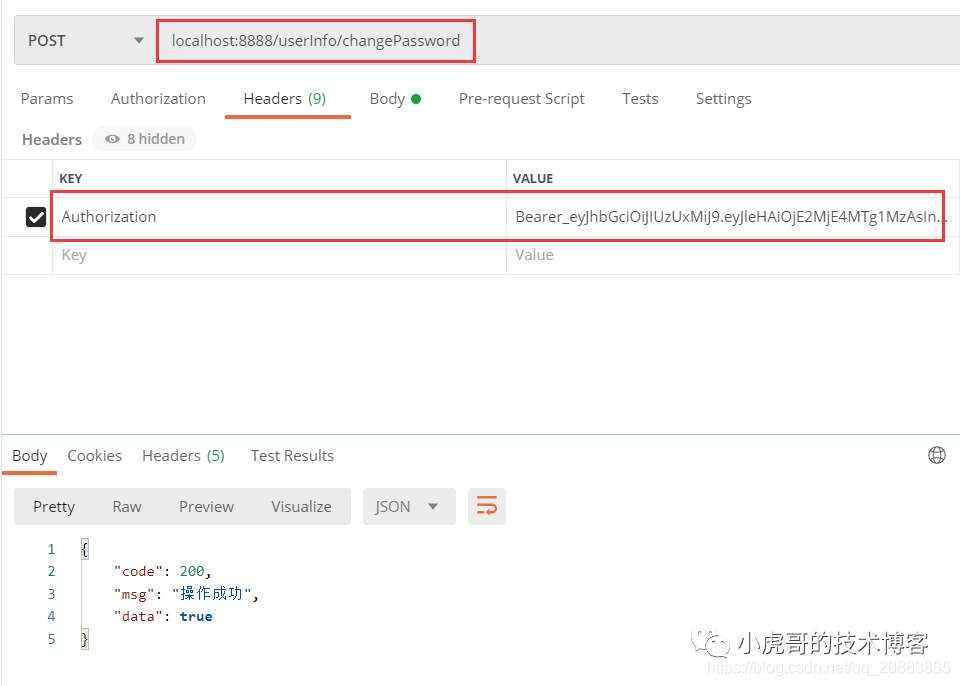 POST localhost:8888/userInfo/changePassword
Params Authorization Headers (9) Body Pre-request Script Tests Settings
Headers 8 hidden
KEY VALUE
Authorization Bearer_eyJhbGciOiJIUzUxMiJ9.eyJleHAiOjE2MjE4MTg1MzAsIn...
Key Value
Body Cookies Headers (5) Test Results
Pretty Raw Preview Visualize JSON
1 {
2 "code": 200,
3 "msg": "操作成功",
4 "data": true
5 }
小虎哥的技术博客
https://blog.csdn.net/qq_28883885